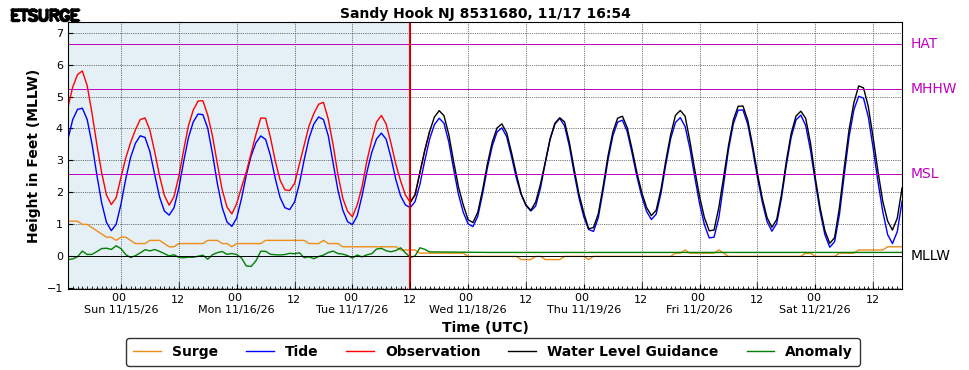 ETSURGE
Sandy Hook NJ 8531680, 11/17 16:54
Height in Feet (MLLW)
7
6
5
4
3
2
1
0
−1
HAT
MHHW
MSL
MLLW
00 12 00 12 00 12 00 12 00 12 00 12 00 12
Sun 11/15/26 Mon 11/16/26 Tue 11/17/26 Wed 11/18/26 Thu 11/19/26 Fri 11/20/26 Sat 11/21/26
Time (UTC)
Surge Tide Observation Water Level Guidance Anomaly